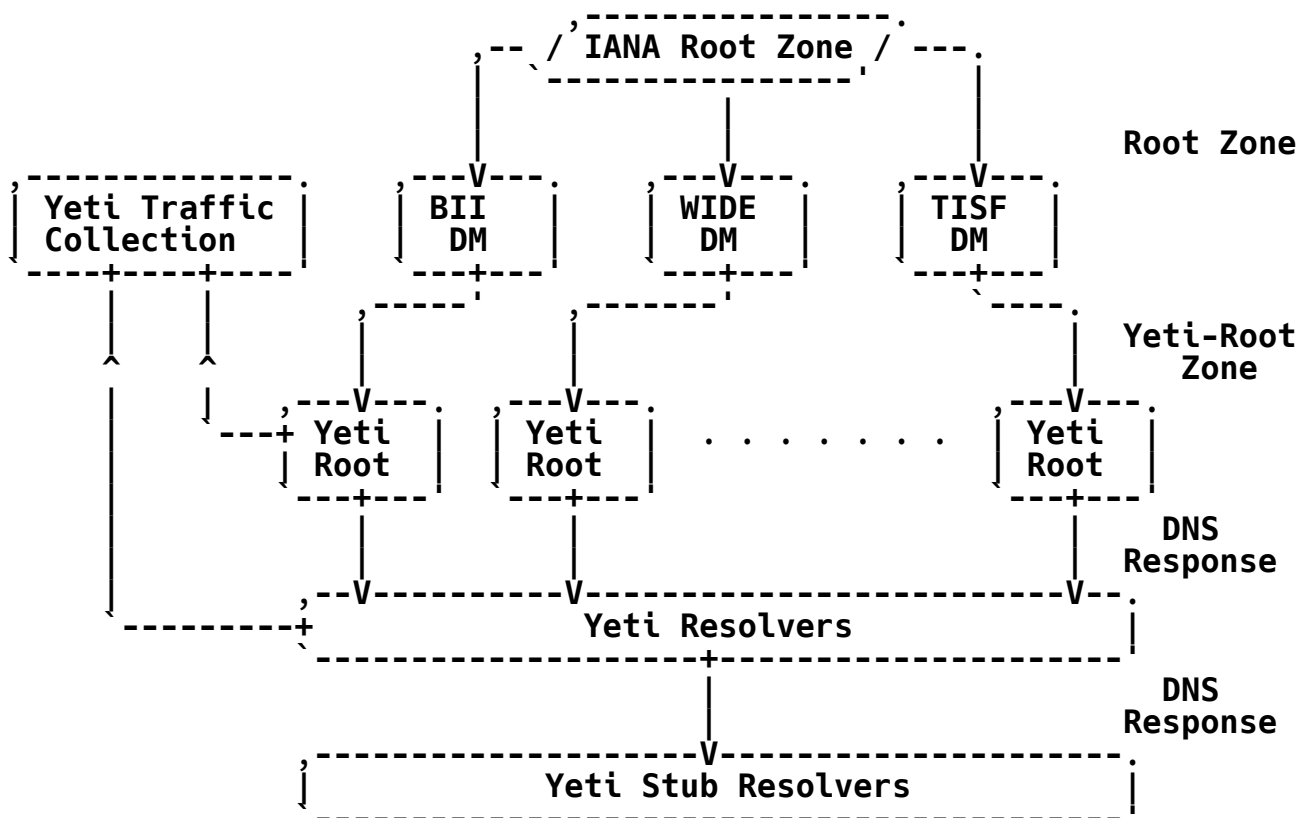 IANA Root Zone
Root Zone
Yeti Traffic
Collection
BII
DM
WIDE
DM
TISF
DM
Yeti-Root
Zone
Yeti
Root
Yeti
Root
. . . . . . .
Yeti
Root
DNS
Response
Yeti Resolvers
DNS
Response
Yeti Stub Resolvers